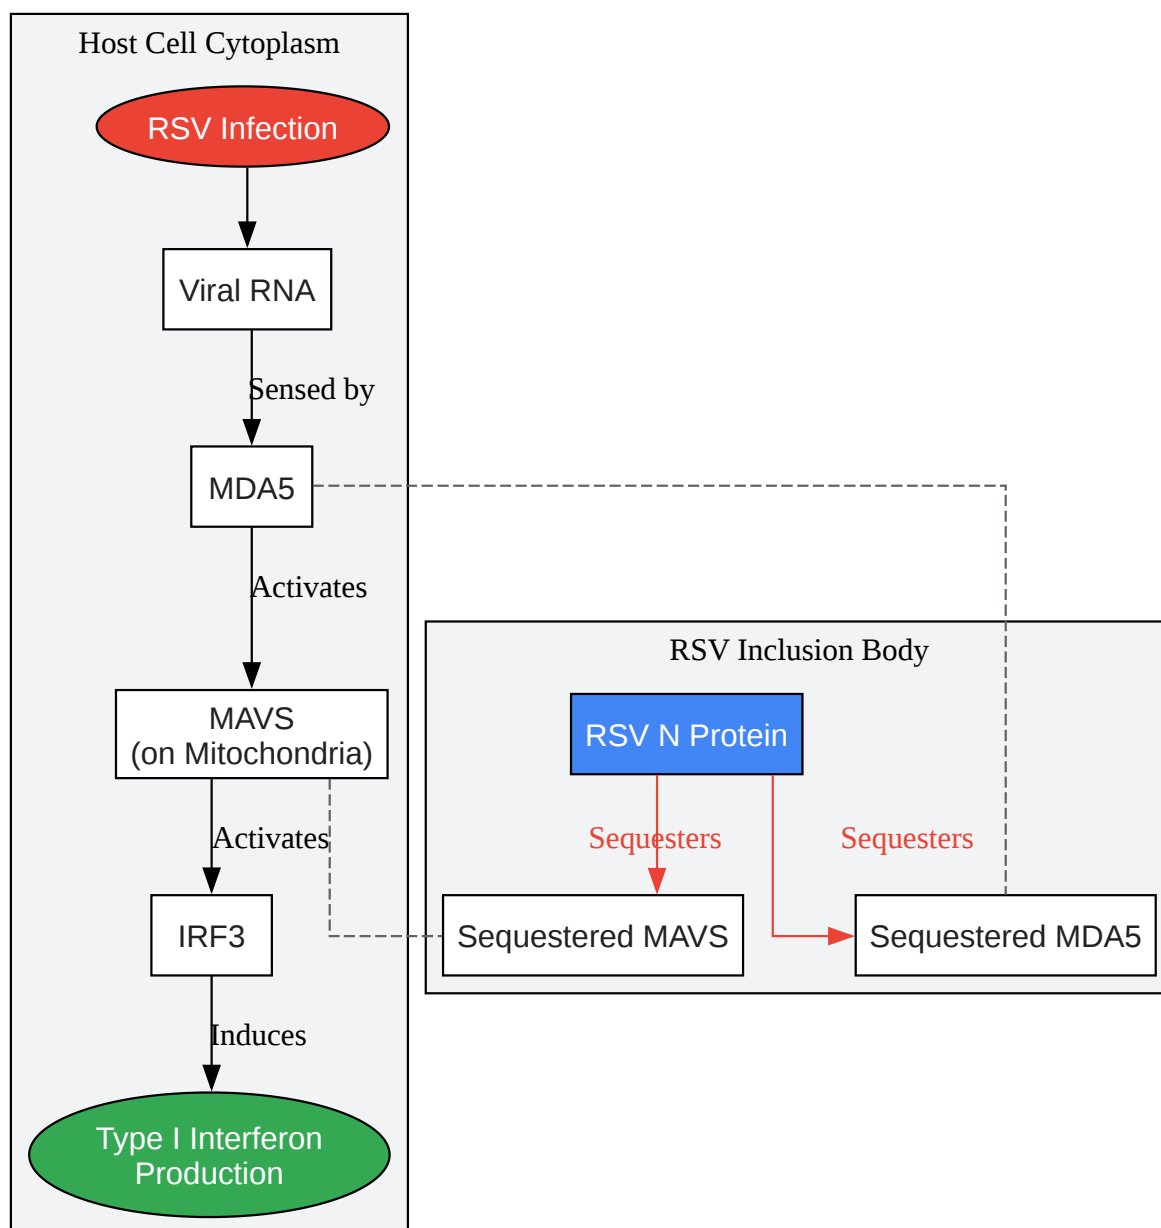 Host Cell Cytoplasm
RSV Infection
Viral RNA
Sensed by
MDA5
Activates
MAVS
(on Mitochondria)
Activates
IRF3
Induces
Type I Interferon
Production
RSV Inclusion Body
RSV N Protein
Sequesters
Sequesters
Sequestered MAVS
Sequestered MDA5